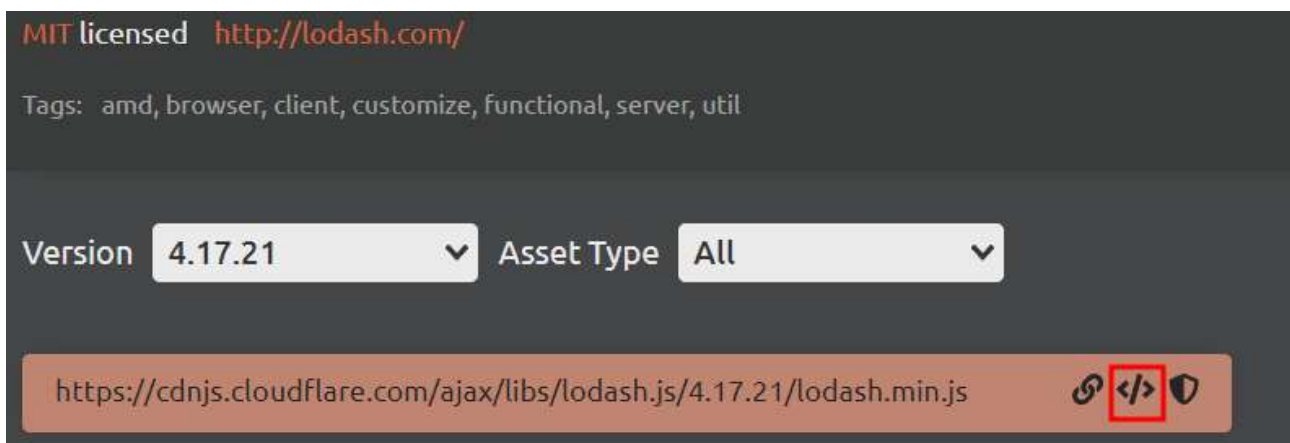 MIT licensed http://lodash.com/
Tags: amd, browser, client, customize, functional, server, util
Version 4.17.21 Asset Type All
https://cdnjs.cloudflare.com/ajax/libs/lodash.js/4.17.21/lodash.min.js </>